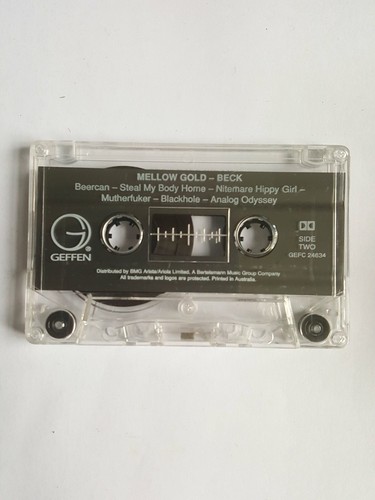 MELLOW GOLD – BECK
Beercan – Steal My Body Home – Nitemare Hippy Girl –
Mutherfuker – Blackhole – Analog Odyssey
G
®
GEFFEN
SIDE
TWO
GEFC 24634
Distributed by BMG Arista/Ariola Limited. A Bertelsmann Music Group Company
All trademarks and logos are protected. Printed in Australia.